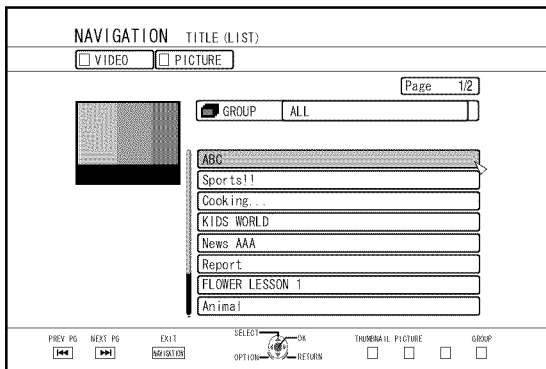 NAVIGATION TITLE (LIST)
VIDEO PICTURE
Page 1/2
GROUP ALL
ABC
Sports!!
Cooking...
KIDS WORLD
News AAA
Report
FLOWER LESSON 1
Animal
PREV PG NEXT PG EXIT SELECT OK THUMBNAIL PICTURE GROUP
NAVIGATION OPTION RETURN